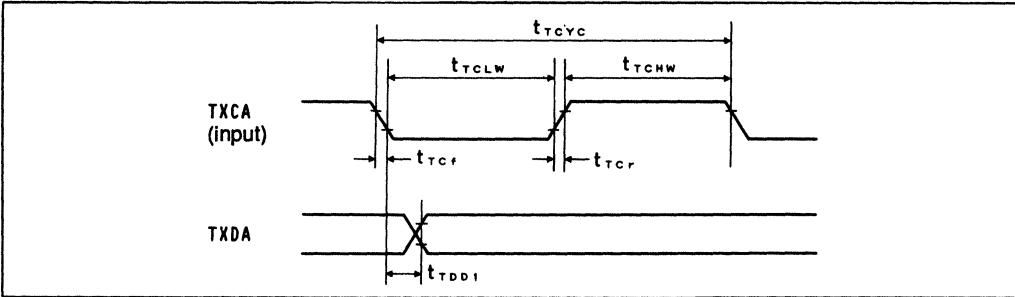 tTCYC
tTCLW
tTCHW
TXCA
(input)
tTCf
tTCr
TXDA
tTDD1